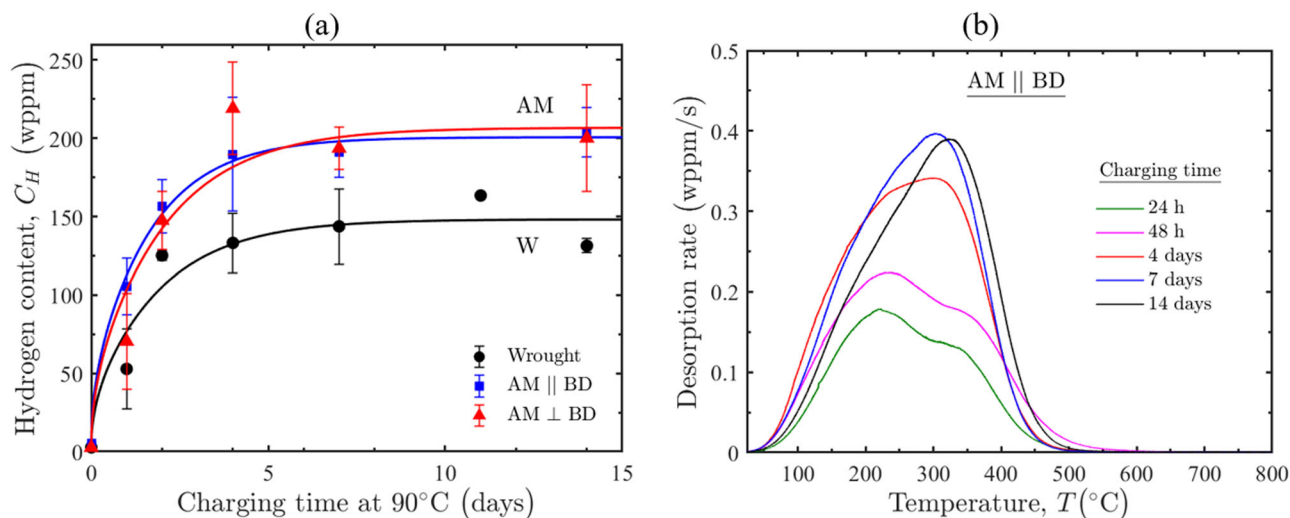 (a)
Hydrogen content, C_H (wppm)
250
200
150
100
50
0
AM
W
Wrought
AM || BD
AM ⊥ BD
0 5 10 15
Charging time at 90°C (days)
(b)
Desorption rate (wppm/s)
0.5
0.4
0.3
0.2
0.1
0
AM || BD
Charging time
24 h
48 h
4 days
7 days
14 days
100 200 300 400 500 600 700 800
Temperature, T(°C)